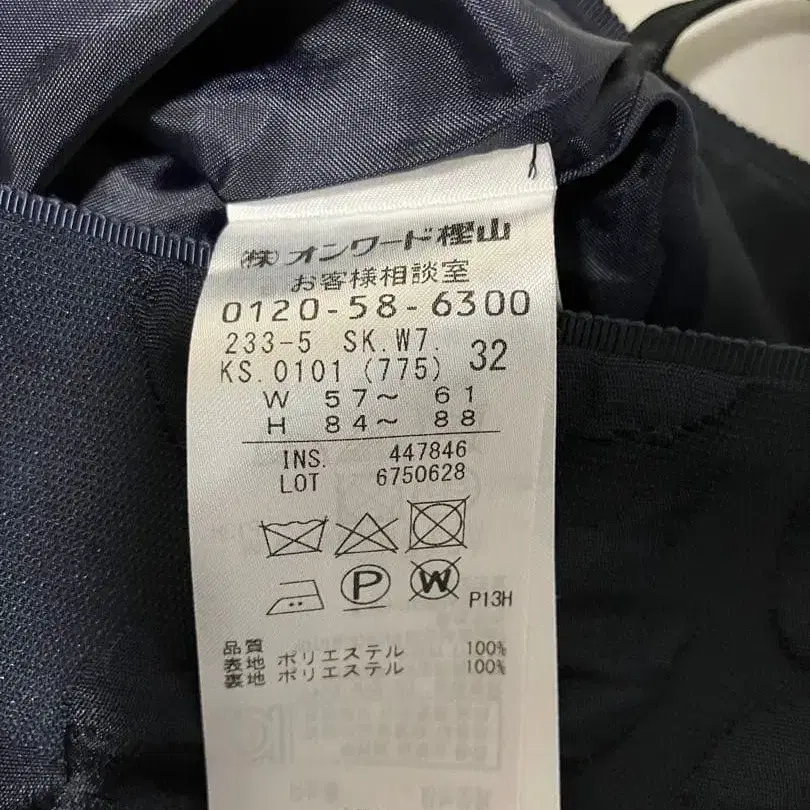 (株)オンワード樫山
お客様相談室
0120-58-6300
233-5 SK.W7.
KS.0101 (775) 32
W 57～ 61
H 84～ 88
INS. 447846
LOT 6750628
P
W
P13H
品質
表地 ポリエステル 100%
裏地 ポリエステル 100%